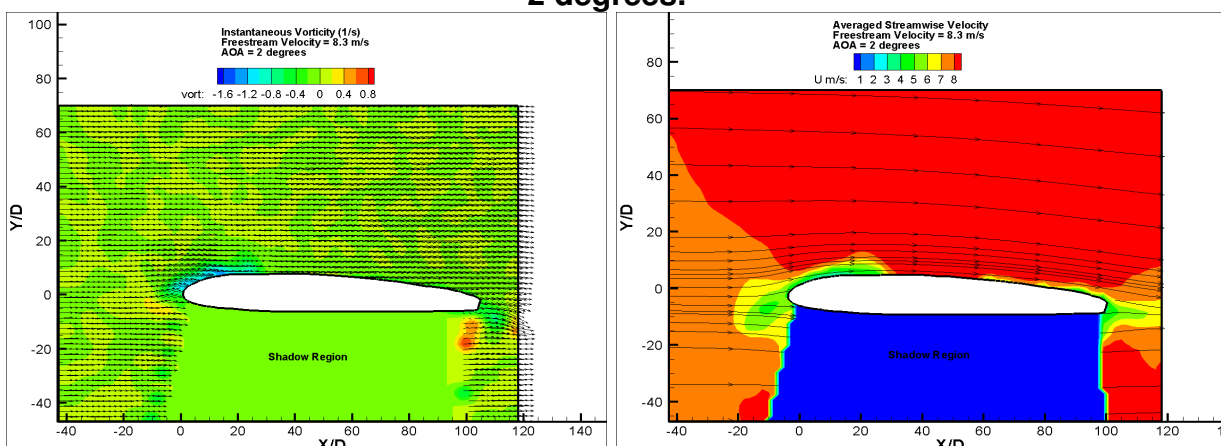 2 degrees.
Instantaneous Vorticity (1/s)
Freestream Velocity = 8.3 m/s
AOA = 2 degrees
vort: -1.6 -1.2 -0.8 -0.4 0 0.4 0.8
100
80
60
40
20
0
-20
-40
Y/D
Shadow Region
-40 -20 0 20 40 60 80 100 120 140
X/D
Averaged Streamwise Velocity
Freestream Velocity = 8.3 m/s
AOA = 2 degrees
U m/s: 1 2 3 4 5 6 7 8
80
60
40
20
0
-20
-40
Y/D
Shadow Region
-40 -20 0 20 40 60 80 100 120
X/D